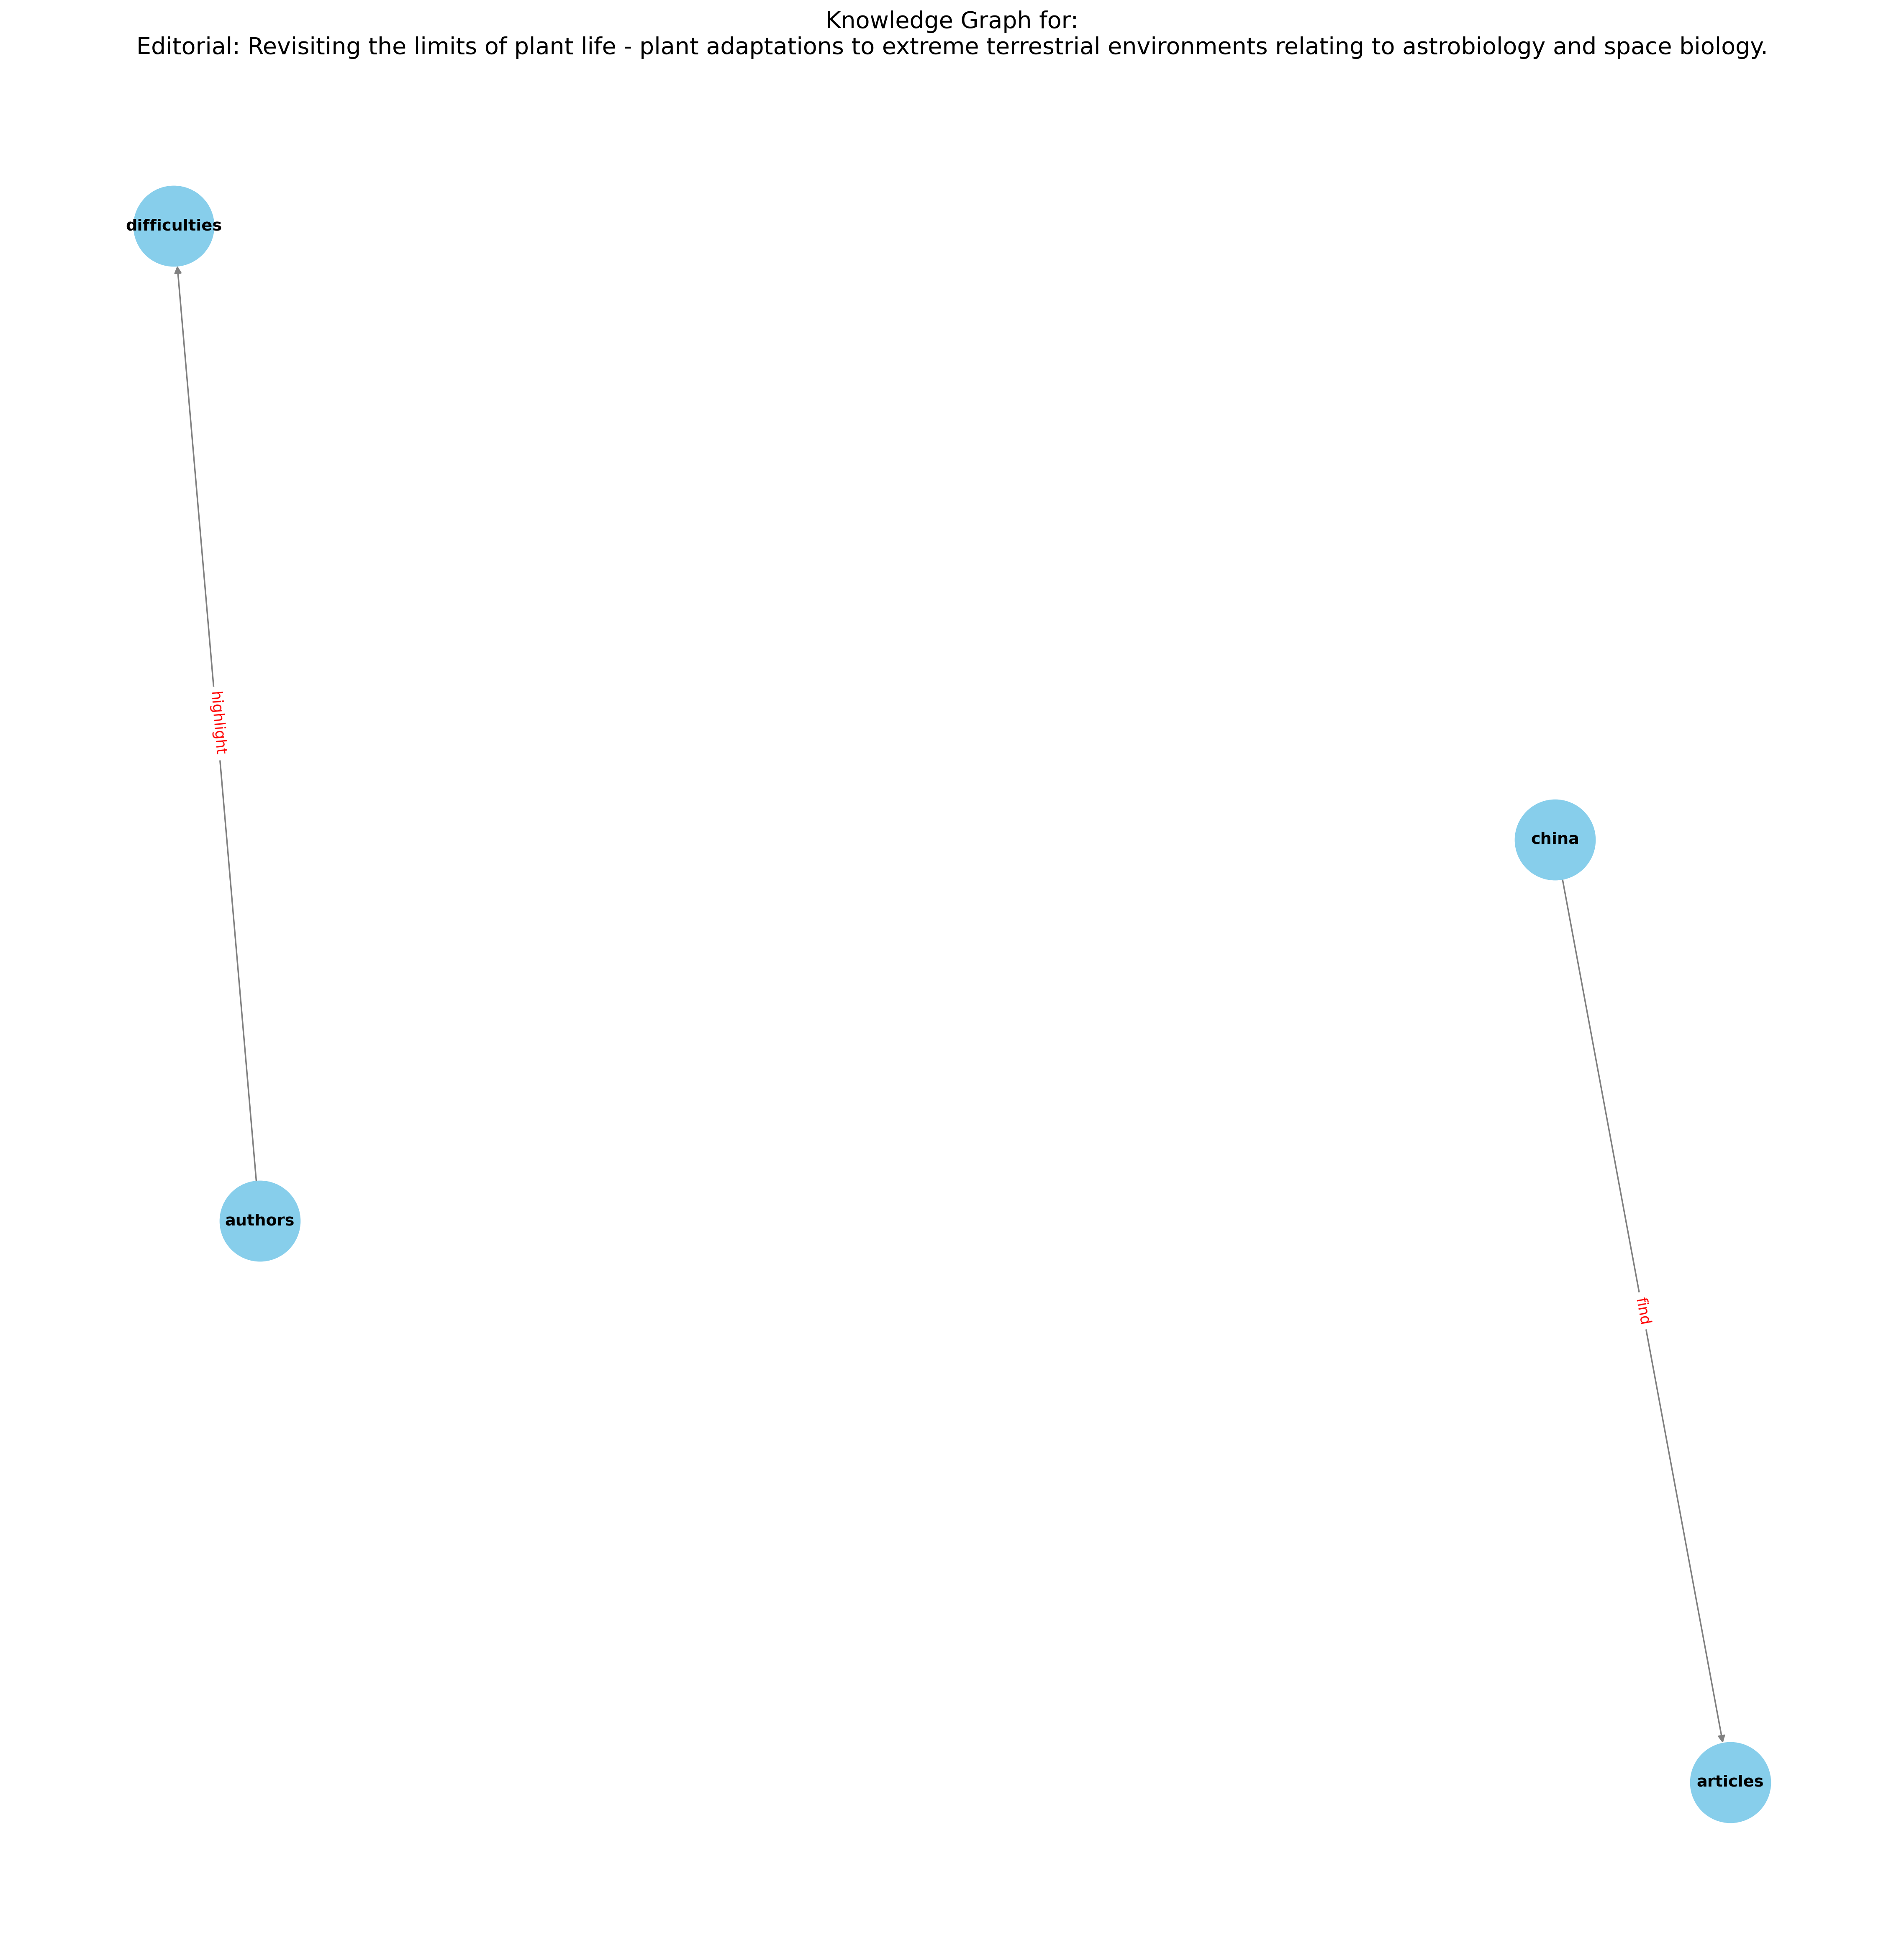 Knowledge Graph for:
Editorial: Revisiting the limits of plant life - plant adaptations to extreme terrestrial environments relating to astrobiology and space biology.
difficulties
highlight
china
authors
find
articles